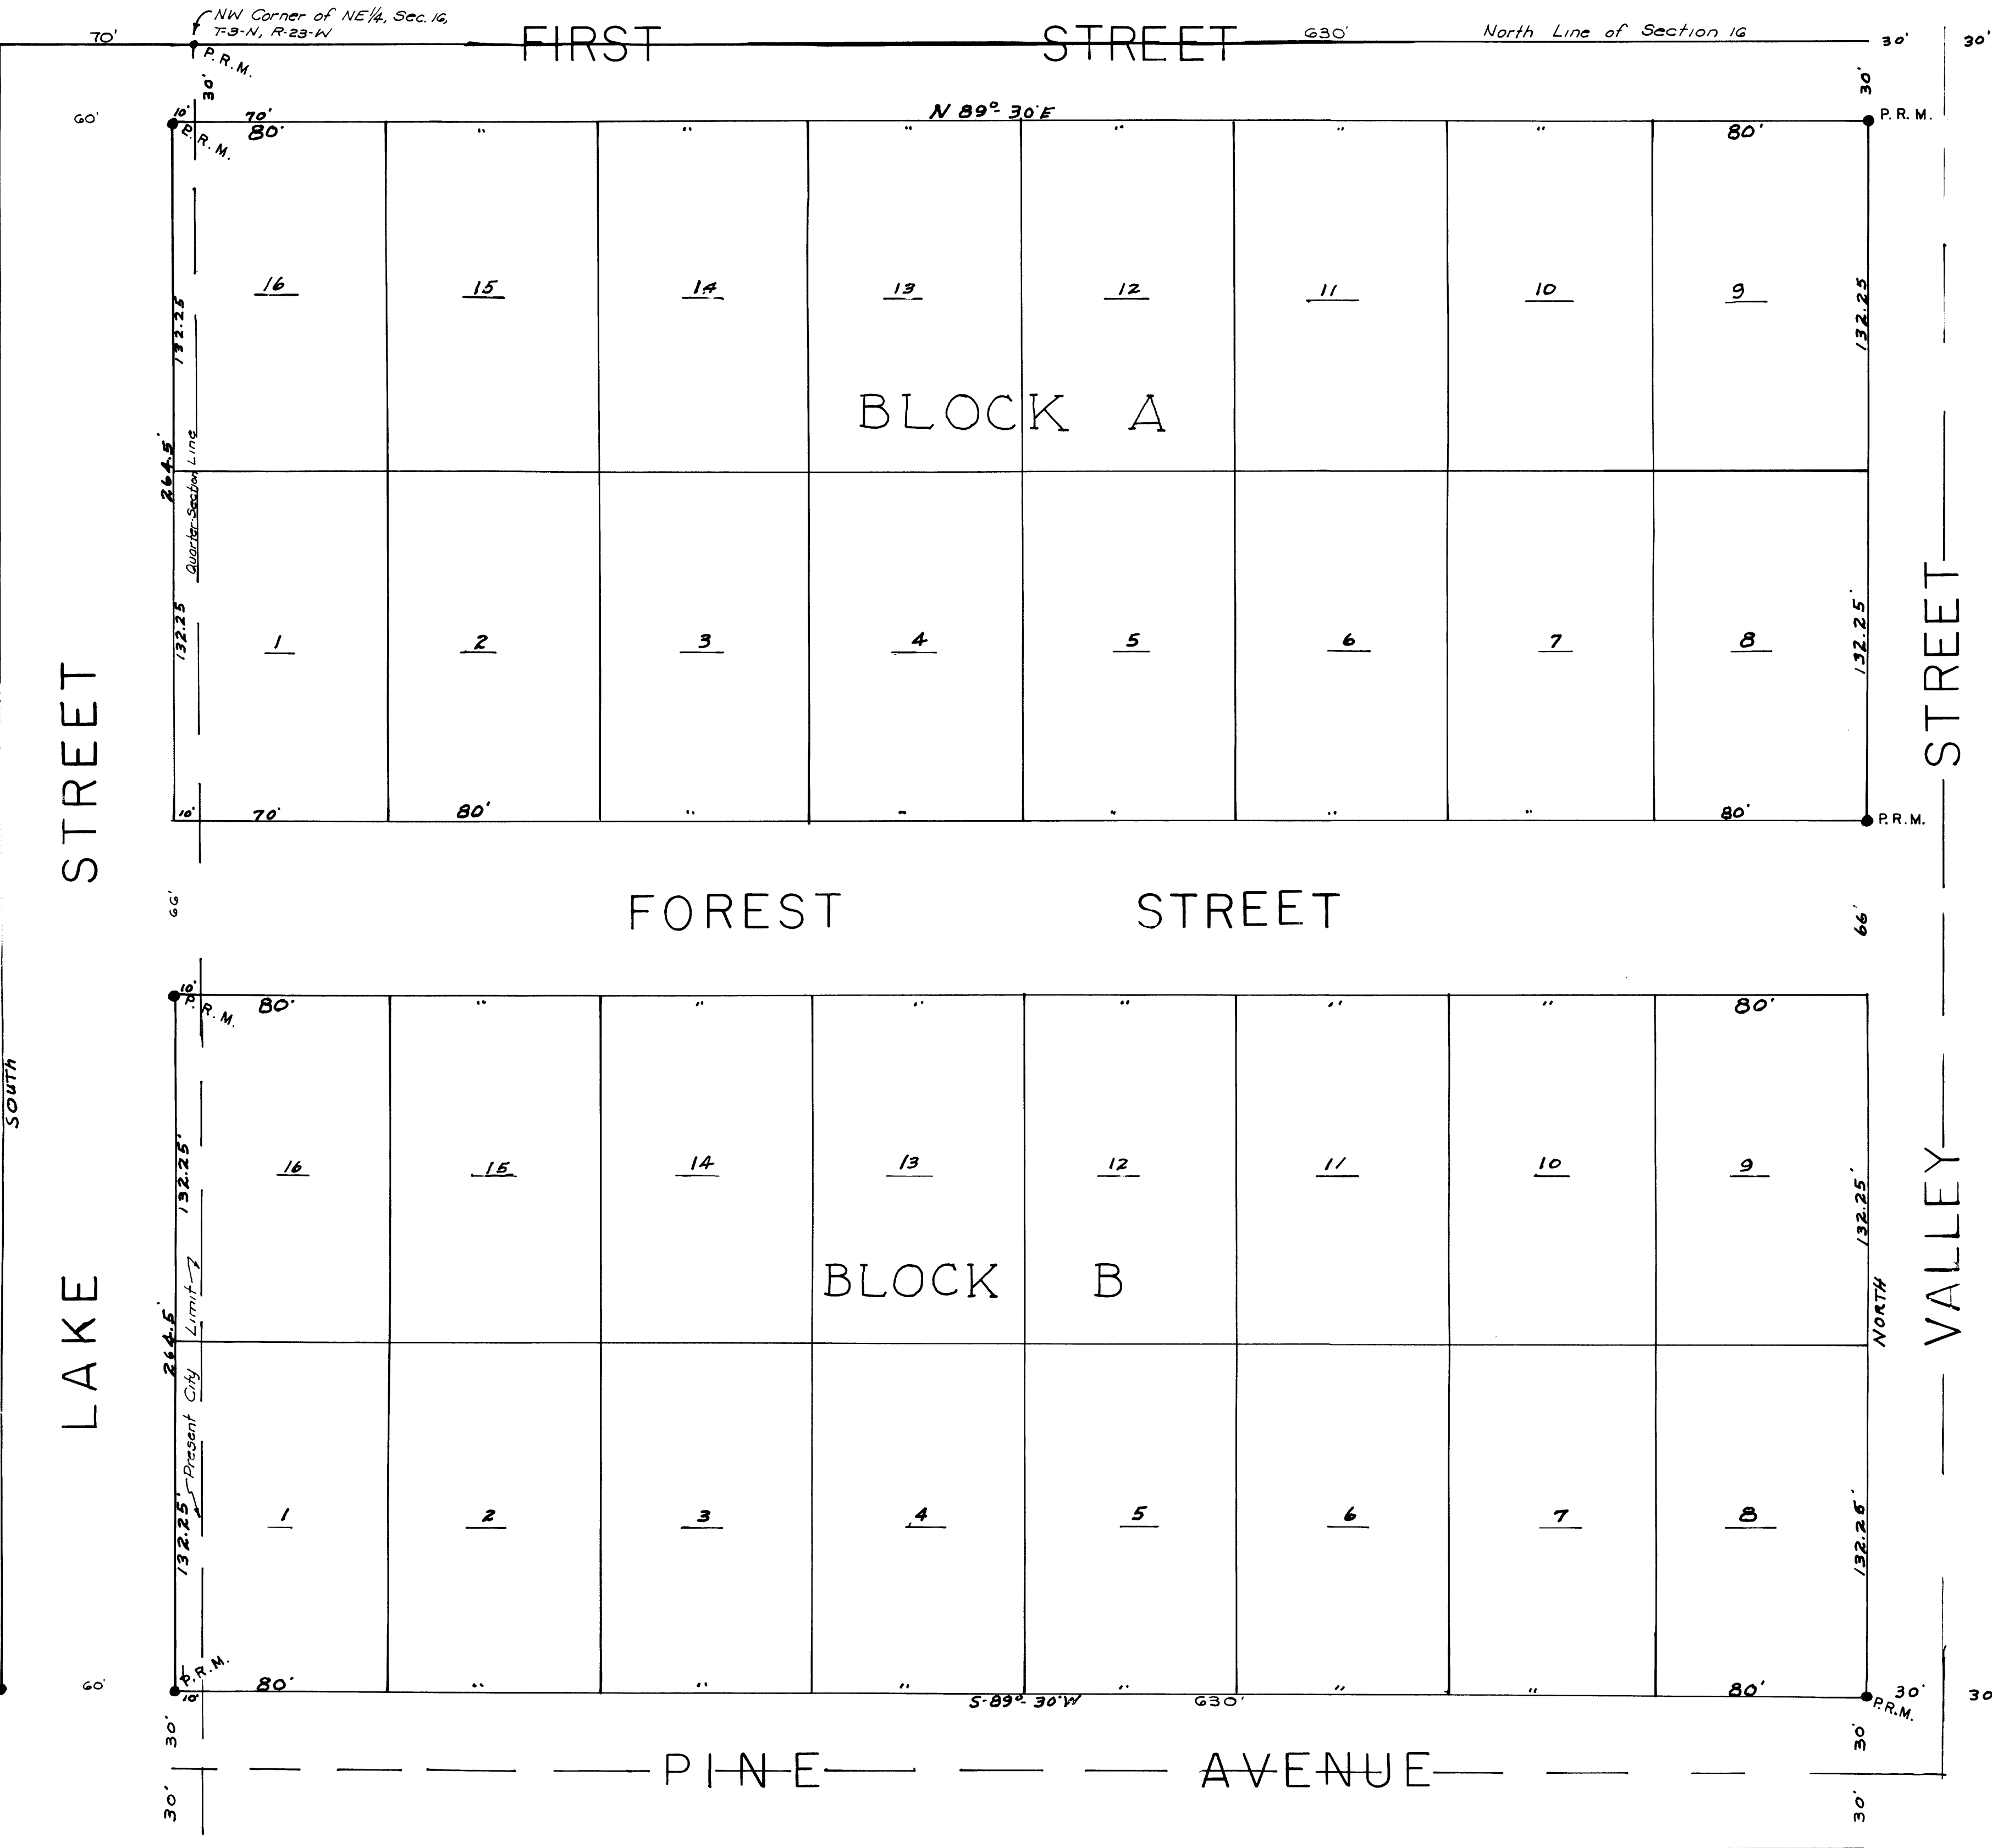 NW Corner of NE1/4, Sec. 16,
T-3-N, R-23-W
70'
FIRST STREET
630'
North Line of Section 16
30'
30'
P.R.M.
30'
30'
60'
10'
70'
N 89°-30'E
P.R.M.
P.R.M.
80' " " " " " " 80'
16 15 14 13 12 11 10 9
132.25
132.25
BLOCK A
264.5'
Quarter Section Line
132.25
132.25'
1 2 3 4 5 6 7 8
10' 70' 80' " " " " " 80'
P.R.M.
STREET
STREET
66'
FOREST STREET
66'
10'
P.R.M.
80' " " " " " " 80'
SOUTH
132.25'
132.25'
16 15 14 13 12 11 10 9
BLOCK B
264.5'
Present City Limit
NORTH
LAKE
VALLEY
132.25'
132.25'
1 2 3 4 5 6 7 8
60'
P.R.M.
10'
80' " " " " " " 80'
S-89°-30'W
630'
30'
30
P.R.M.
30'
30'
PINE AVENUE
30'
30'